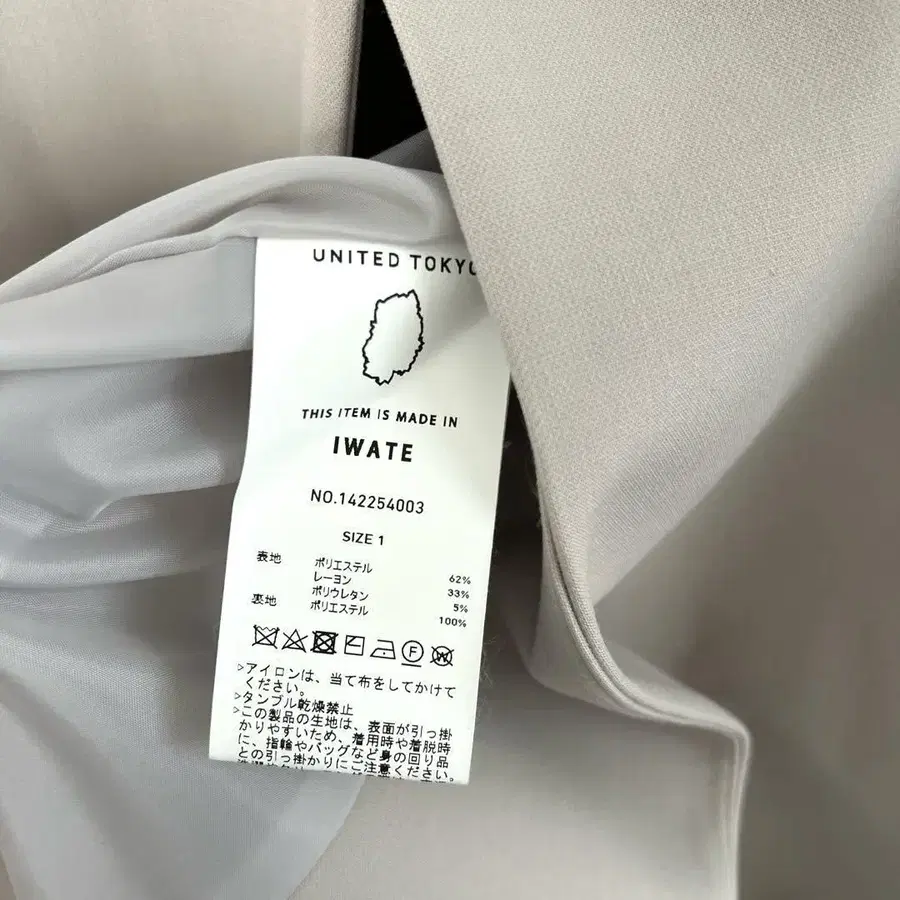 UNITED TOKYO
THIS ITEM IS MADE IN
IWATE
NO.142254003
SIZE 1
表地 ポリエステル 62%
レーヨン 33%
ポリウレタン 5%
裏地 ポリエステル 100%
F
W
>アイロンは、当て布をしてかけて
ください。
>タンブル乾燥禁止
>この製品の生地は、表面が引っ掛
かりやすいため、着用時や着脱時
に、指輪やバッグなど身の回り品
との引っ掛かりにご注意ください。